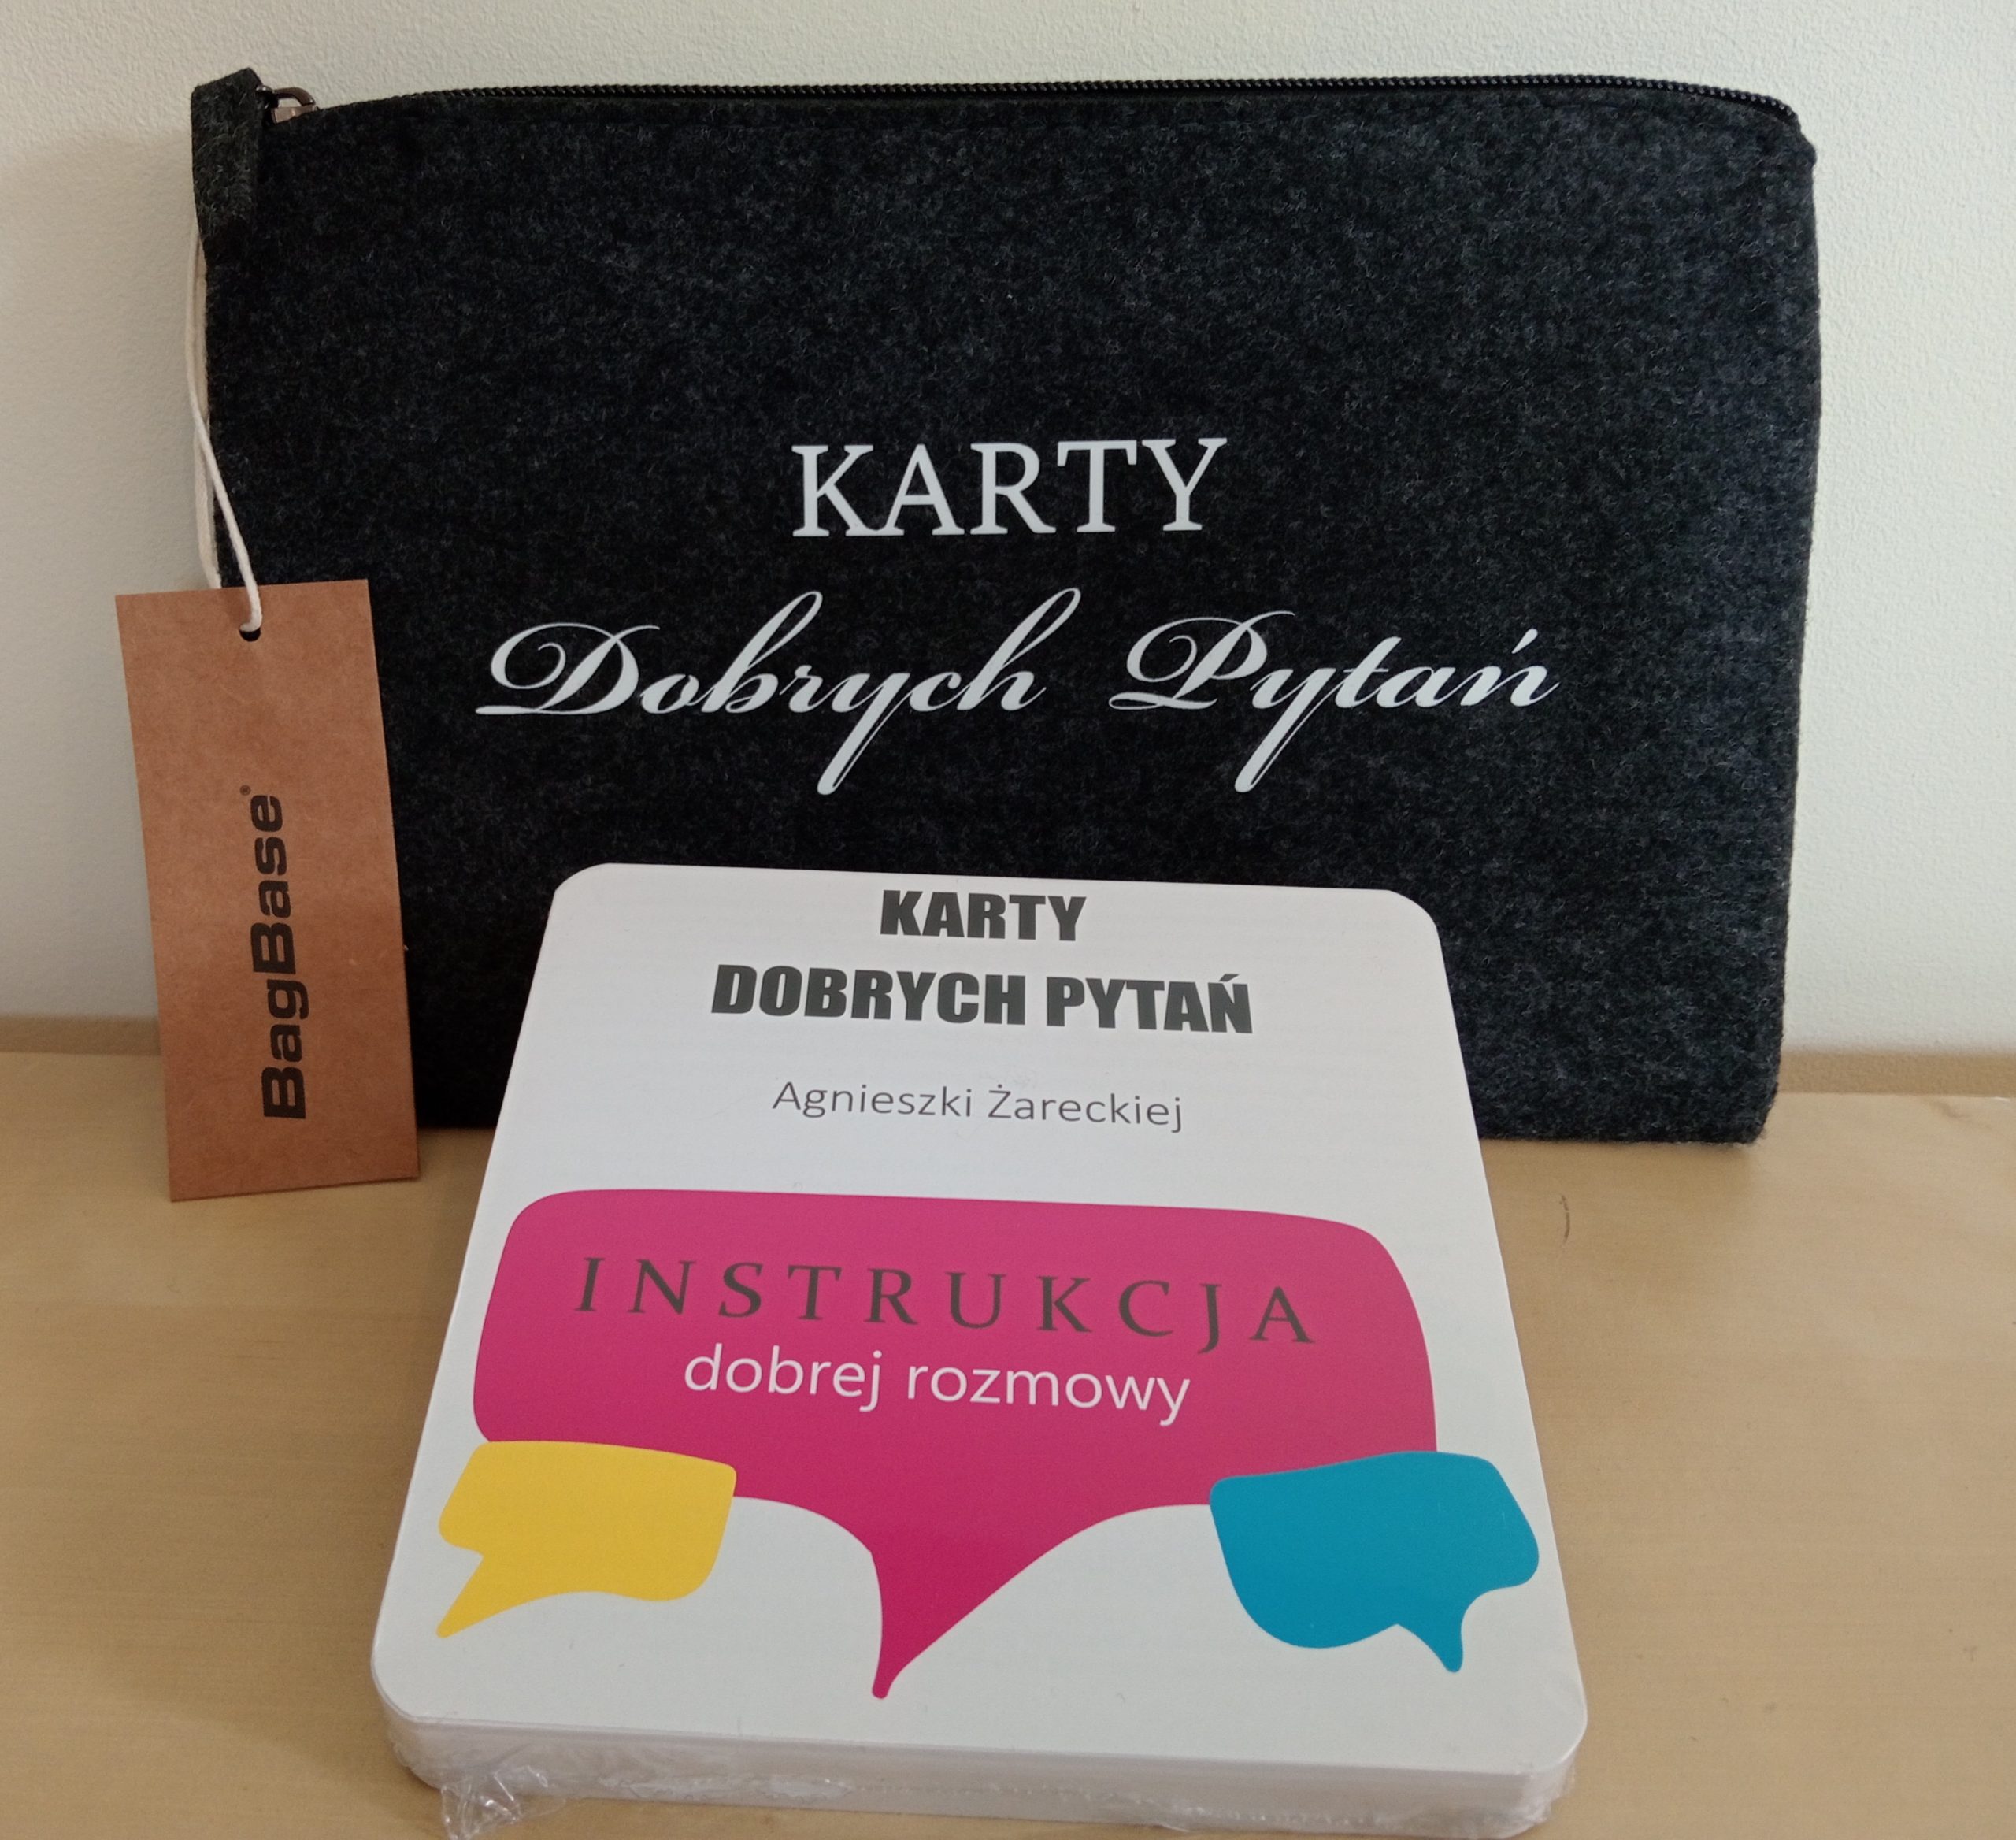 KARTY
Dobrych Pytań
BagBase®
KARTY
DOBRYCH PYTAŃ
Agnieszki Żareckiej
INSTRUKCJA
dobrej rozmowy